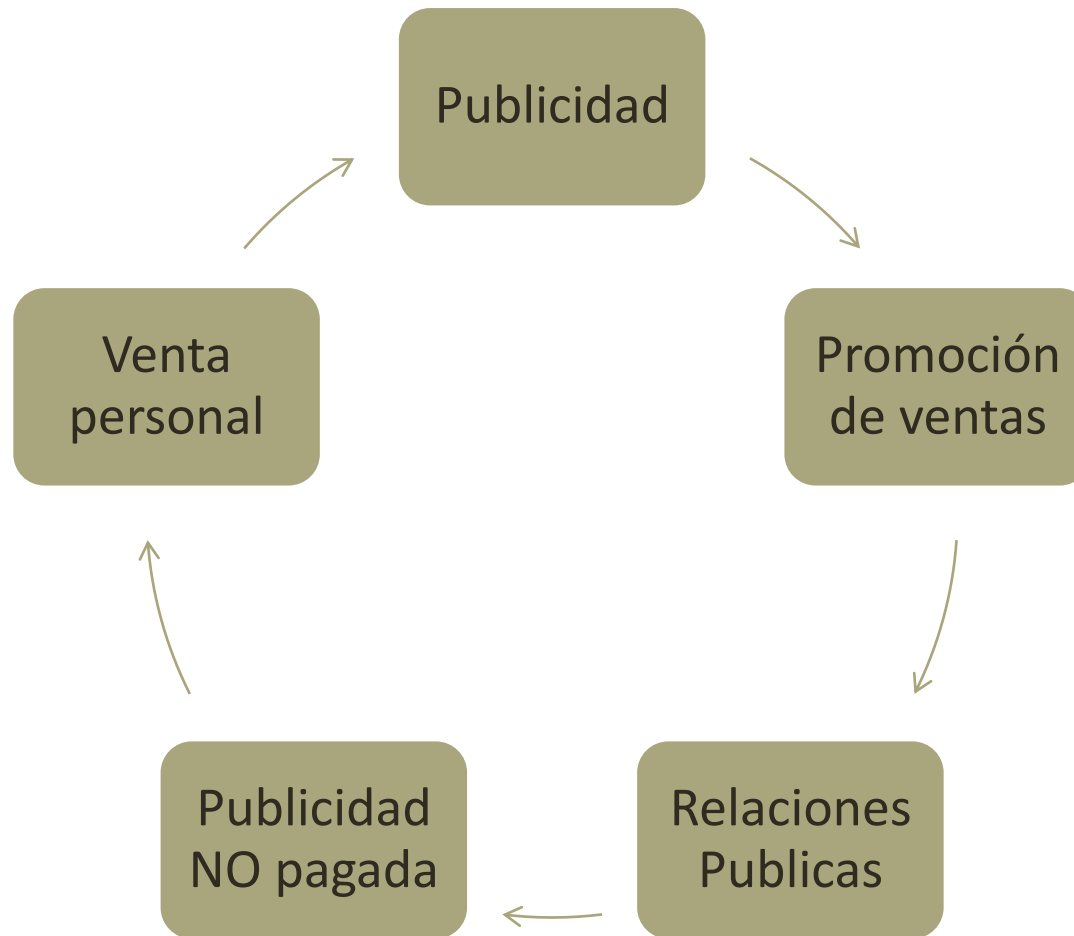 Publicidad
Promoción
de ventas
Relaciones
Publicas
Publicidad
NO pagada
Venta
personal